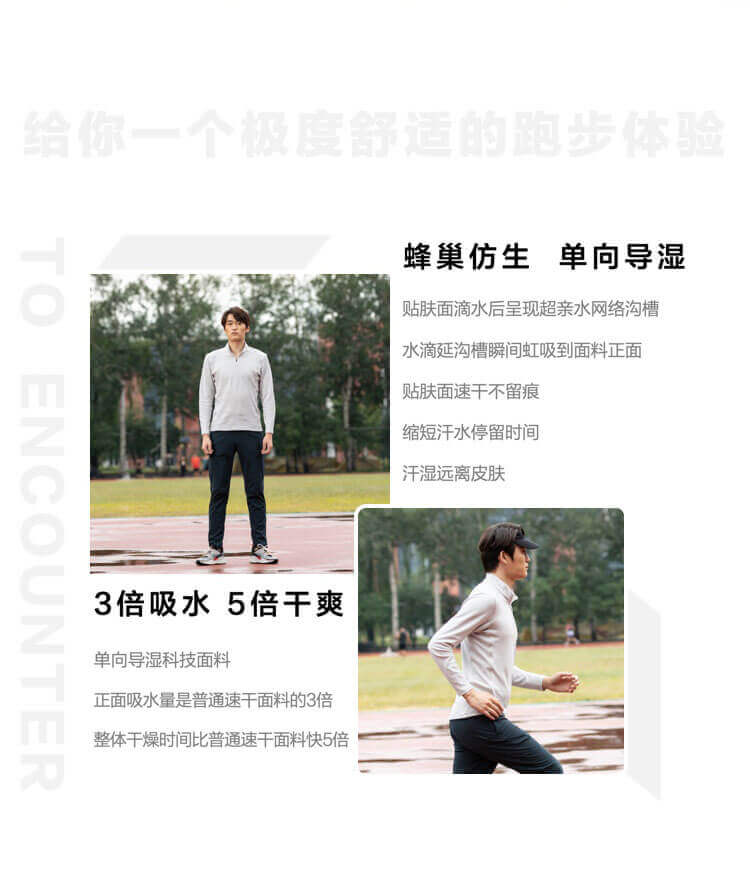 给你一个极度舒适的跑步体验
TO ENCOUNTER
蜂巢仿生 单向导湿
贴肤面滴水后呈现超亲水网络沟槽
水滴延沟槽瞬间虹吸到面料正面
贴肤面速干不留痕
缩短汗水停留时间
汗湿远离皮肤
3倍吸水 5倍干爽
单向导湿科技面料
正面吸水量是普通速干面料的3倍
整体干燥时间比普通速干面料快5倍